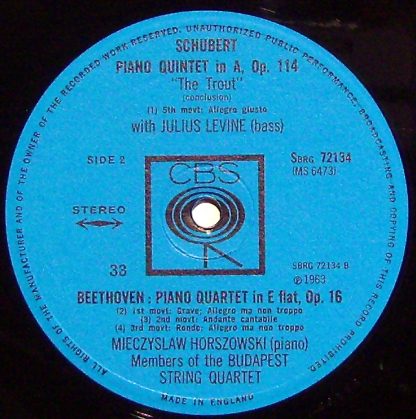 ALL RIGHTS OF THE MANUFACTURER AND OF THE OWNER OF THE RECORDED WORK RESERVED. UNAUTHORIZED PUBLIC PERFORMANCE, BROADCASTING AND COPYING OF THIS RECORD PROHIBITED.
SCHUBERT
PIANO QUINTET in A, Op. 114
"The Trout"
(conclusion)
(1) 5th movt: Allegro giusto
with JULIUS LEVINE (bass)
SIDE 2
SBRG 72134
(MS 6473)
CBS
STEREO
33
SBRG 72134 B
℗ 1963
BEETHOVEN: PIANO QUARTET in E flat, Op. 16
(2) 1st movt: Grave; Allegro ma non troppo
(3) 2nd movt: Andante cantabile
(4) 3rd movt: Rondo; Allegro ma non troppo
MIECZYSLAW HORSZOWSKI (piano)
Members of the BUDAPEST
STRING QUARTET
MADE IN ENGLAND